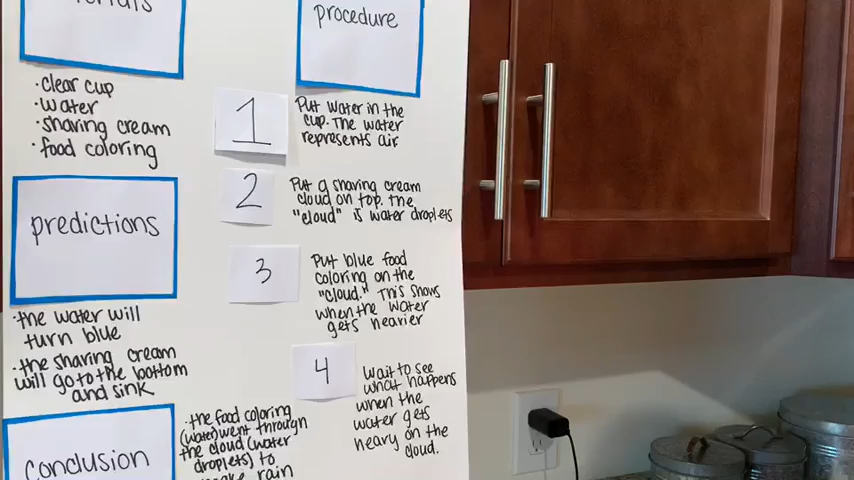 procedure
·clear cup
·water
·shaving cream
·food coloring
1
Put water in the
cup. The water
represents air
2
Put a shaving cream
cloud on top. the
"cloud" is water droplets
predictions
3
Put blue food
coloring on the
"cloud." This shows
when the water
gets heavier
·the water will
turn blue
·the shaving cream
will go to the bottom
and sink
4
Wait to see
what happens
when the
water gets
heavy on the
cloud.
conclusion
·the food coloring
(water) went through
the cloud (water
droplets) to
rain